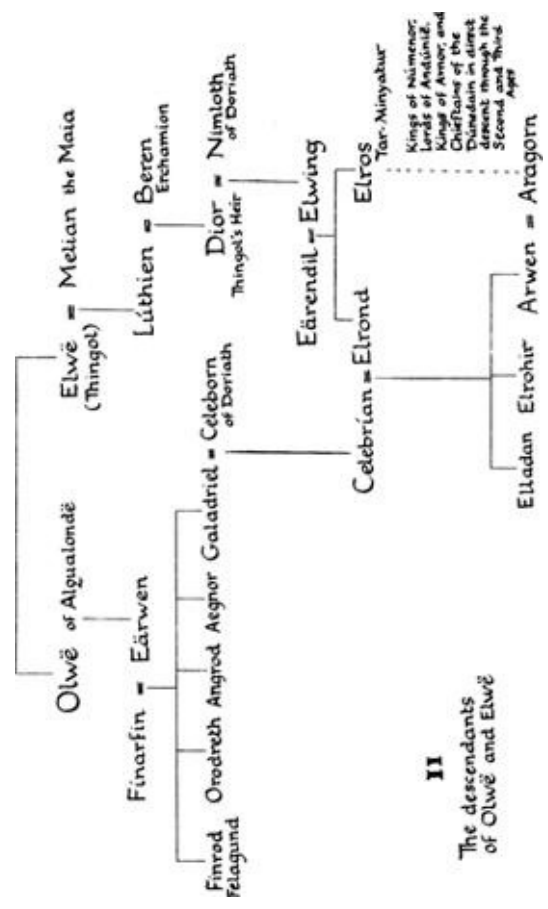 Olwë of Alqualondë
Elwë = Melian the Maia
(Thingol)
Finarfin = Eärwen
Lúthien = Beren
Erchamion
Finrod
Felagund
Orodreth Angrod Aegnor Galadriel = Celeborn
of Doriath
Dior = Nimloth
Thingol's Heir
of Doriath
Eärendil = Elwing
Celebrían = Elrond
Elros
Tar-Minyatur
Kings of Númenor:
Lords of Andúnië.
Kings of Arnor, and
Chieftains of the
Dúnedain in direct
descent through the
Second and Third
Ages
Elladan Elrohir Arwen = Aragorn
II
The descendants
of Olwë and Elwë